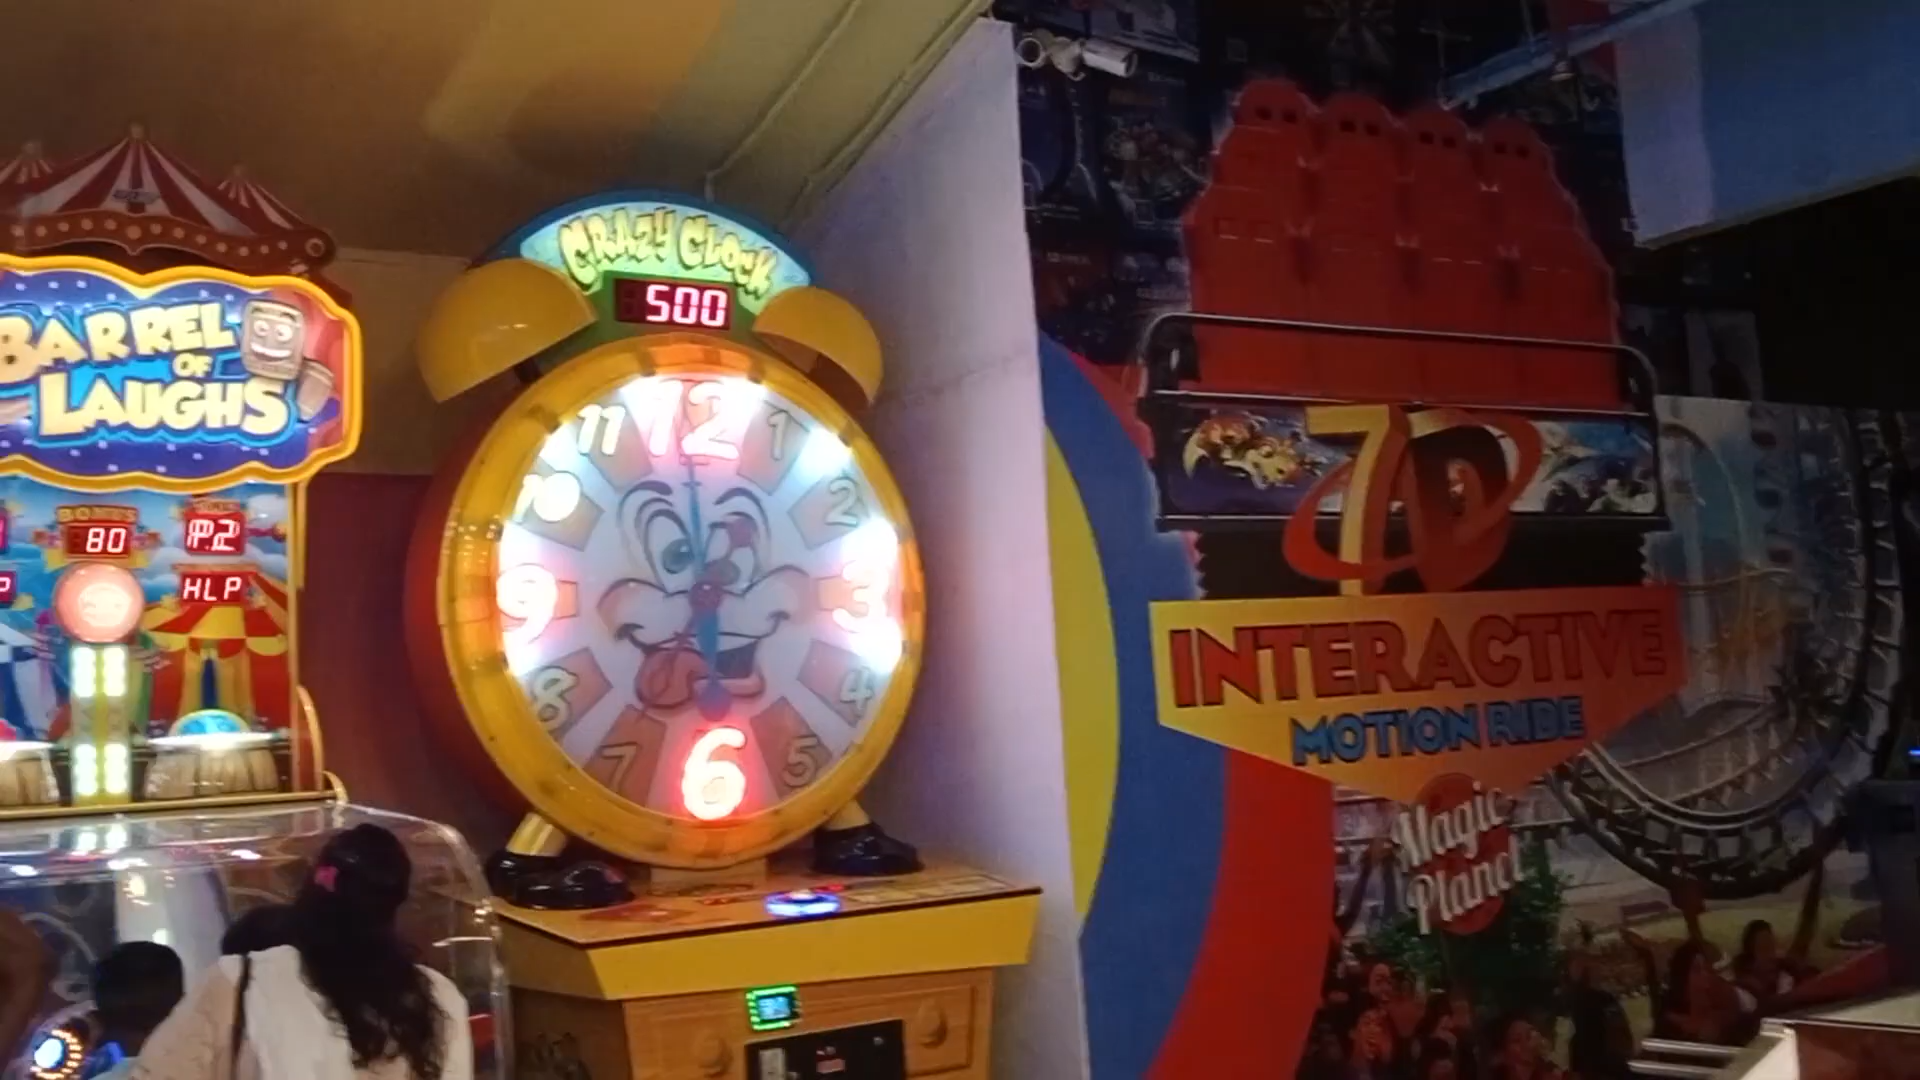 CRAZY CLOCK
500
BARREL
OF
LAUGHS
BONUS
80
P2
HLP
12
11
1
10
2
9
3
8
4
7
5
6
7D
INTERACTIVE
MOTION RIDE
Magic
Planet